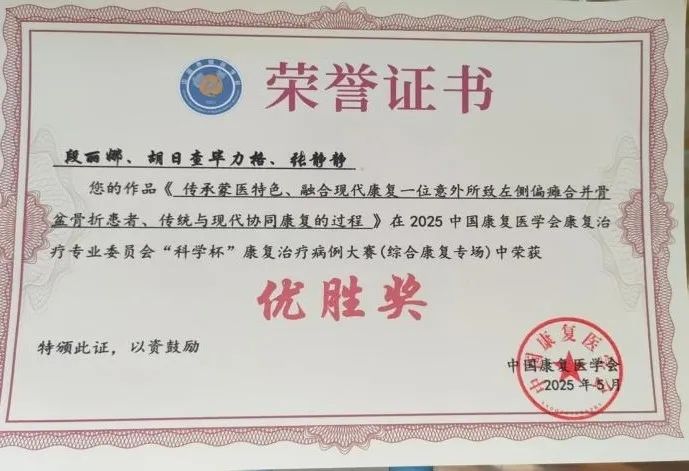 荣誉证书
段丽娜、胡日查毕力格、张静静
您的作品《 传承蒙医特色、融合现代康复一位意外所致左侧偏瘫合并骨
盆骨折患者、传统与现代协同康复的过程 》在2025中国康复医学会康复治
疗专业委员会“科学杯”康复治疗病例大赛(综合康复专场)中荣获
优胜奖
特颁此证，以资鼓励
中国康复医学会
2025年5月